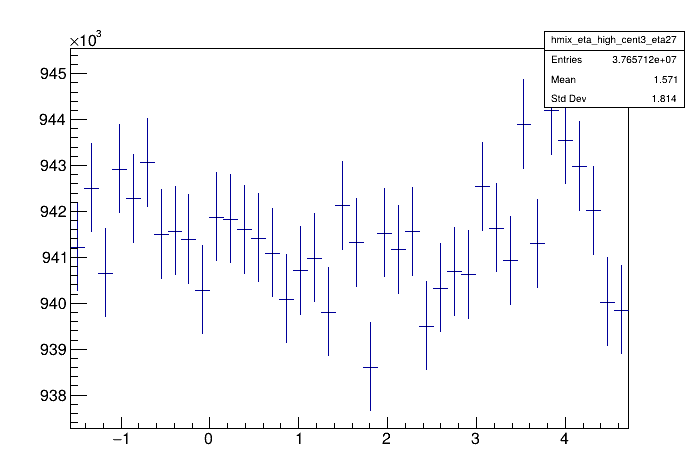 ×10³
hmix_eta_high_cent3_eta27
Entries 3.765712e+07
Mean 1.571
Std Dev 1.814
945
944
943
942
941
940
939
938
−1 0 1 2 3 4